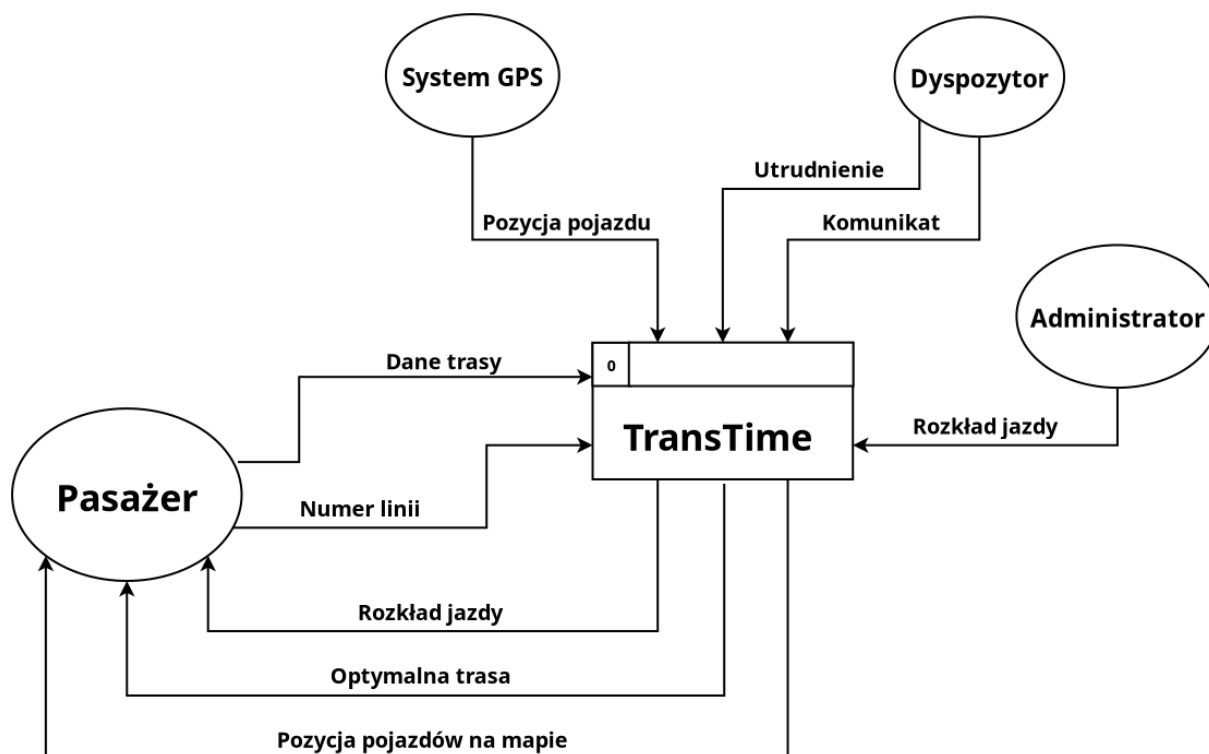 System GPS
Dyspozytor
Utrudnienie
Pozycja pojazdu
Komunikat
Administrator
Dane trasy
0
TransTime
Rozkład jazdy
Pasażer
Numer linii
Rozkład jazdy
Optymalna trasa
Pozycja pojazdów na mapie